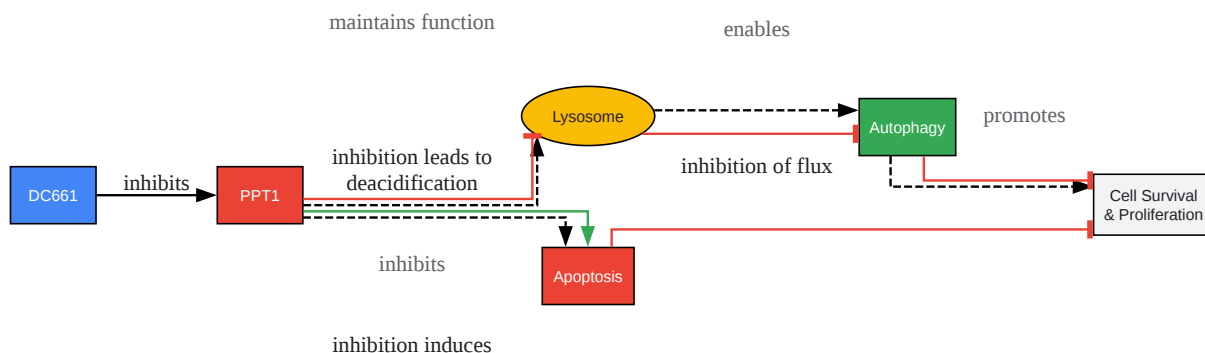 maintains function
enables
Lysosome
Autophagy
promotes
inhibition leads to
deacidification
inhibition of flux
inhibits
DC661
PPT1
Cell Survival
& Proliferation
inhibits
Apoptosis
inhibition induces